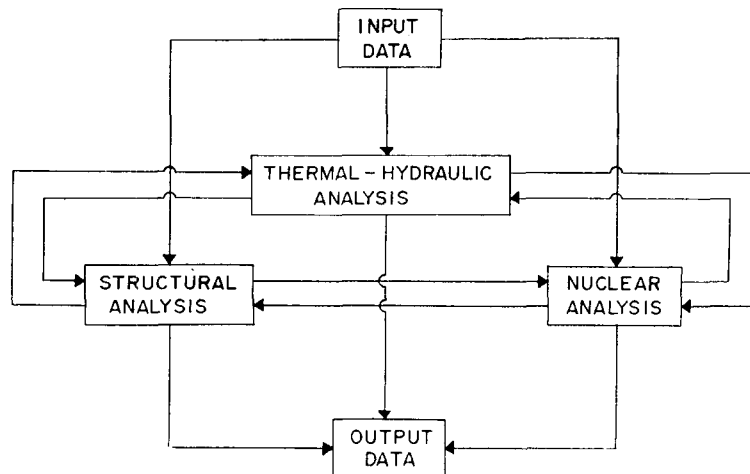 INPUT
DATA
THERMAL-HYDRAULIC
ANALYSIS
STRUCTURAL
ANALYSIS
NUCLEAR
ANALYSIS
OUTPUT
DATA